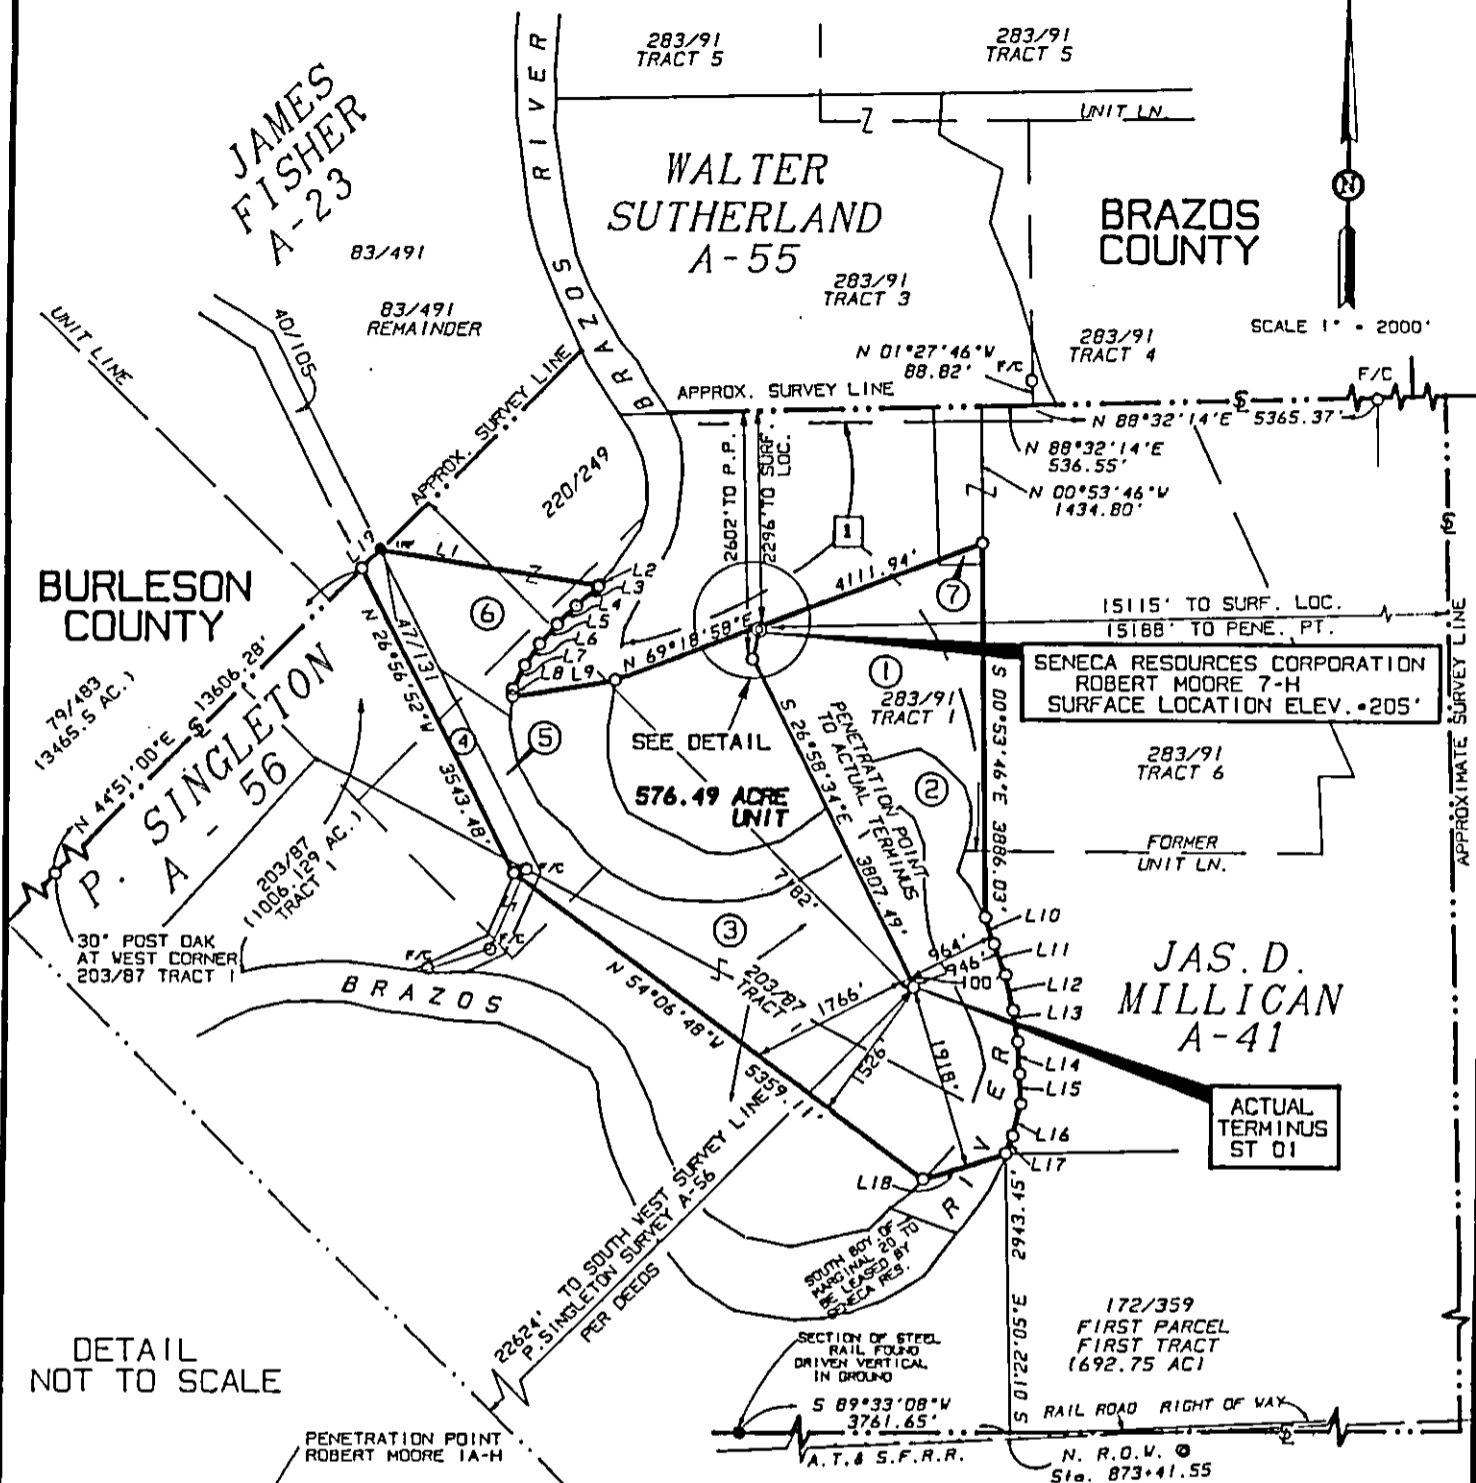 283/91
TRACT 5
283/91
TRACT 5
UNIT LN.
Z
RIVER
JAMES
FISHER
A-23
WALTER
SUTHERLAND
A-55
BRAZOS
COUNTY
N
SCALE 1" = 2000'
83/491
83/491
REMAINDER
283/91
TRACT 3
283/91
TRACT 4
UNIT LINE
40/105
BRAZOS
N 01°27'46"W
88.82'
F/C
F/C
APPROX. SURVEY LINE
APPROX. SURVEY LINE
N 88°32'14"E 5365.37'
N 88°32'14"E
536.55'
N 00°53'46"W
1434.80'
2602' TO P.P.
2296' TO SURF.
LOC.
220/249
1
L19
L1
L2
L3
L4
L5
L6
L7
L8 L9
N 69°18'58"E
4111.94'
7
6
BURLESON
COUNTY
47/131
N 26°56'52"W
3543.48'
79/483
13465.5 AC.)
N 44°51'00"E
13606.28'
P. SINGLETON
A - 56
4
5
15115' TO SURF. LOC.
15188' TO PENE. PT.
SENECA RESOURCES CORPORATION
ROBERT MOORE 7-H
SURFACE LOCATION ELEV.=205'
APPROXIMATE SURVEY LINE
1
283/91
TRACT 1
S 00°53'46"E 3886.03'
283/91
TRACT 6
SEE DETAIL
576.49 ACRE
UNIT
S 26°58'34"E 3807.49'
PENETRATION POINT
TO ACTUAL TERMINUS
2
FORMER
UNIT LN.
7782'
203/87
(1006.129 AC.)
TRACT 1
F/C
F/C
F/C
30" POST OAK
AT WEST CORNER
203/87 TRACT 1
3
203/87
TRACT 1
964'
946'
100
L10
L11
L12
L13
L14
L15
L16
L17
L18
JAS. D.
MILLICAN
A-41
BRAZOS
N 54°06'48"W
5359.11'
1766'
1526'
1918'
RIVER
ACTUAL
TERMINUS
ST 01
22624' TO SOUTH WEST SURVEY LINE
P. SINGLETON SURVEY A-56
PER DEEDS
SOUTH BDY. OF
MARGINAL 20 TO
BE LEASED BY
SENECA RES.
S 01°22'05"E 2943.45'
172/359
FIRST PARCEL
FIRST TRACT
(692.75 AC)
DETAIL
NOT TO SCALE
SECTION OF STEEL
RAIL FOUND
DRIVEN VERTICAL
IN GROUND
S 89°33'08"W
3761.65'
RAIL ROAD RIGHT OF WAY
A.T.& S.F.R.R.
N. R.O.W. @
Sta. 873+41.55
PENETRATION POINT
ROBERT MOORE 1A-H